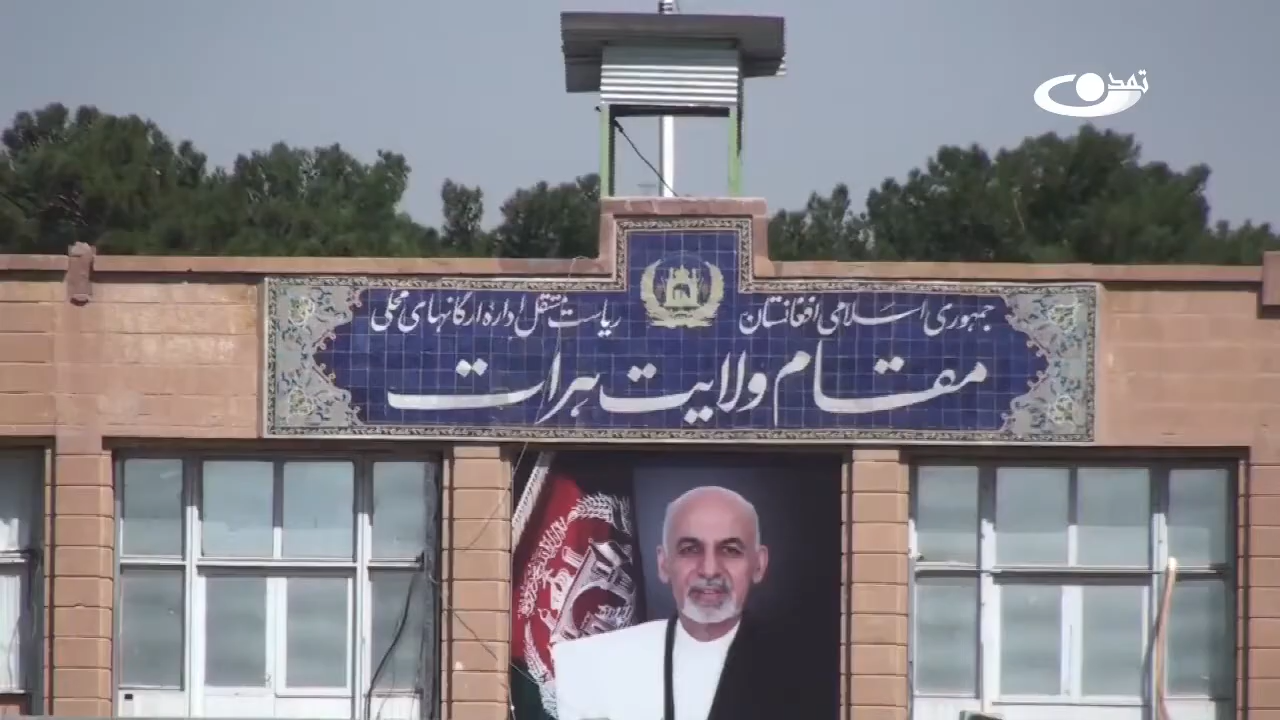 تمدن
جمهوری اسلامی افغانستان
ریاست مستقل اداره ارگانهای محلی
مقام ولایت هرات